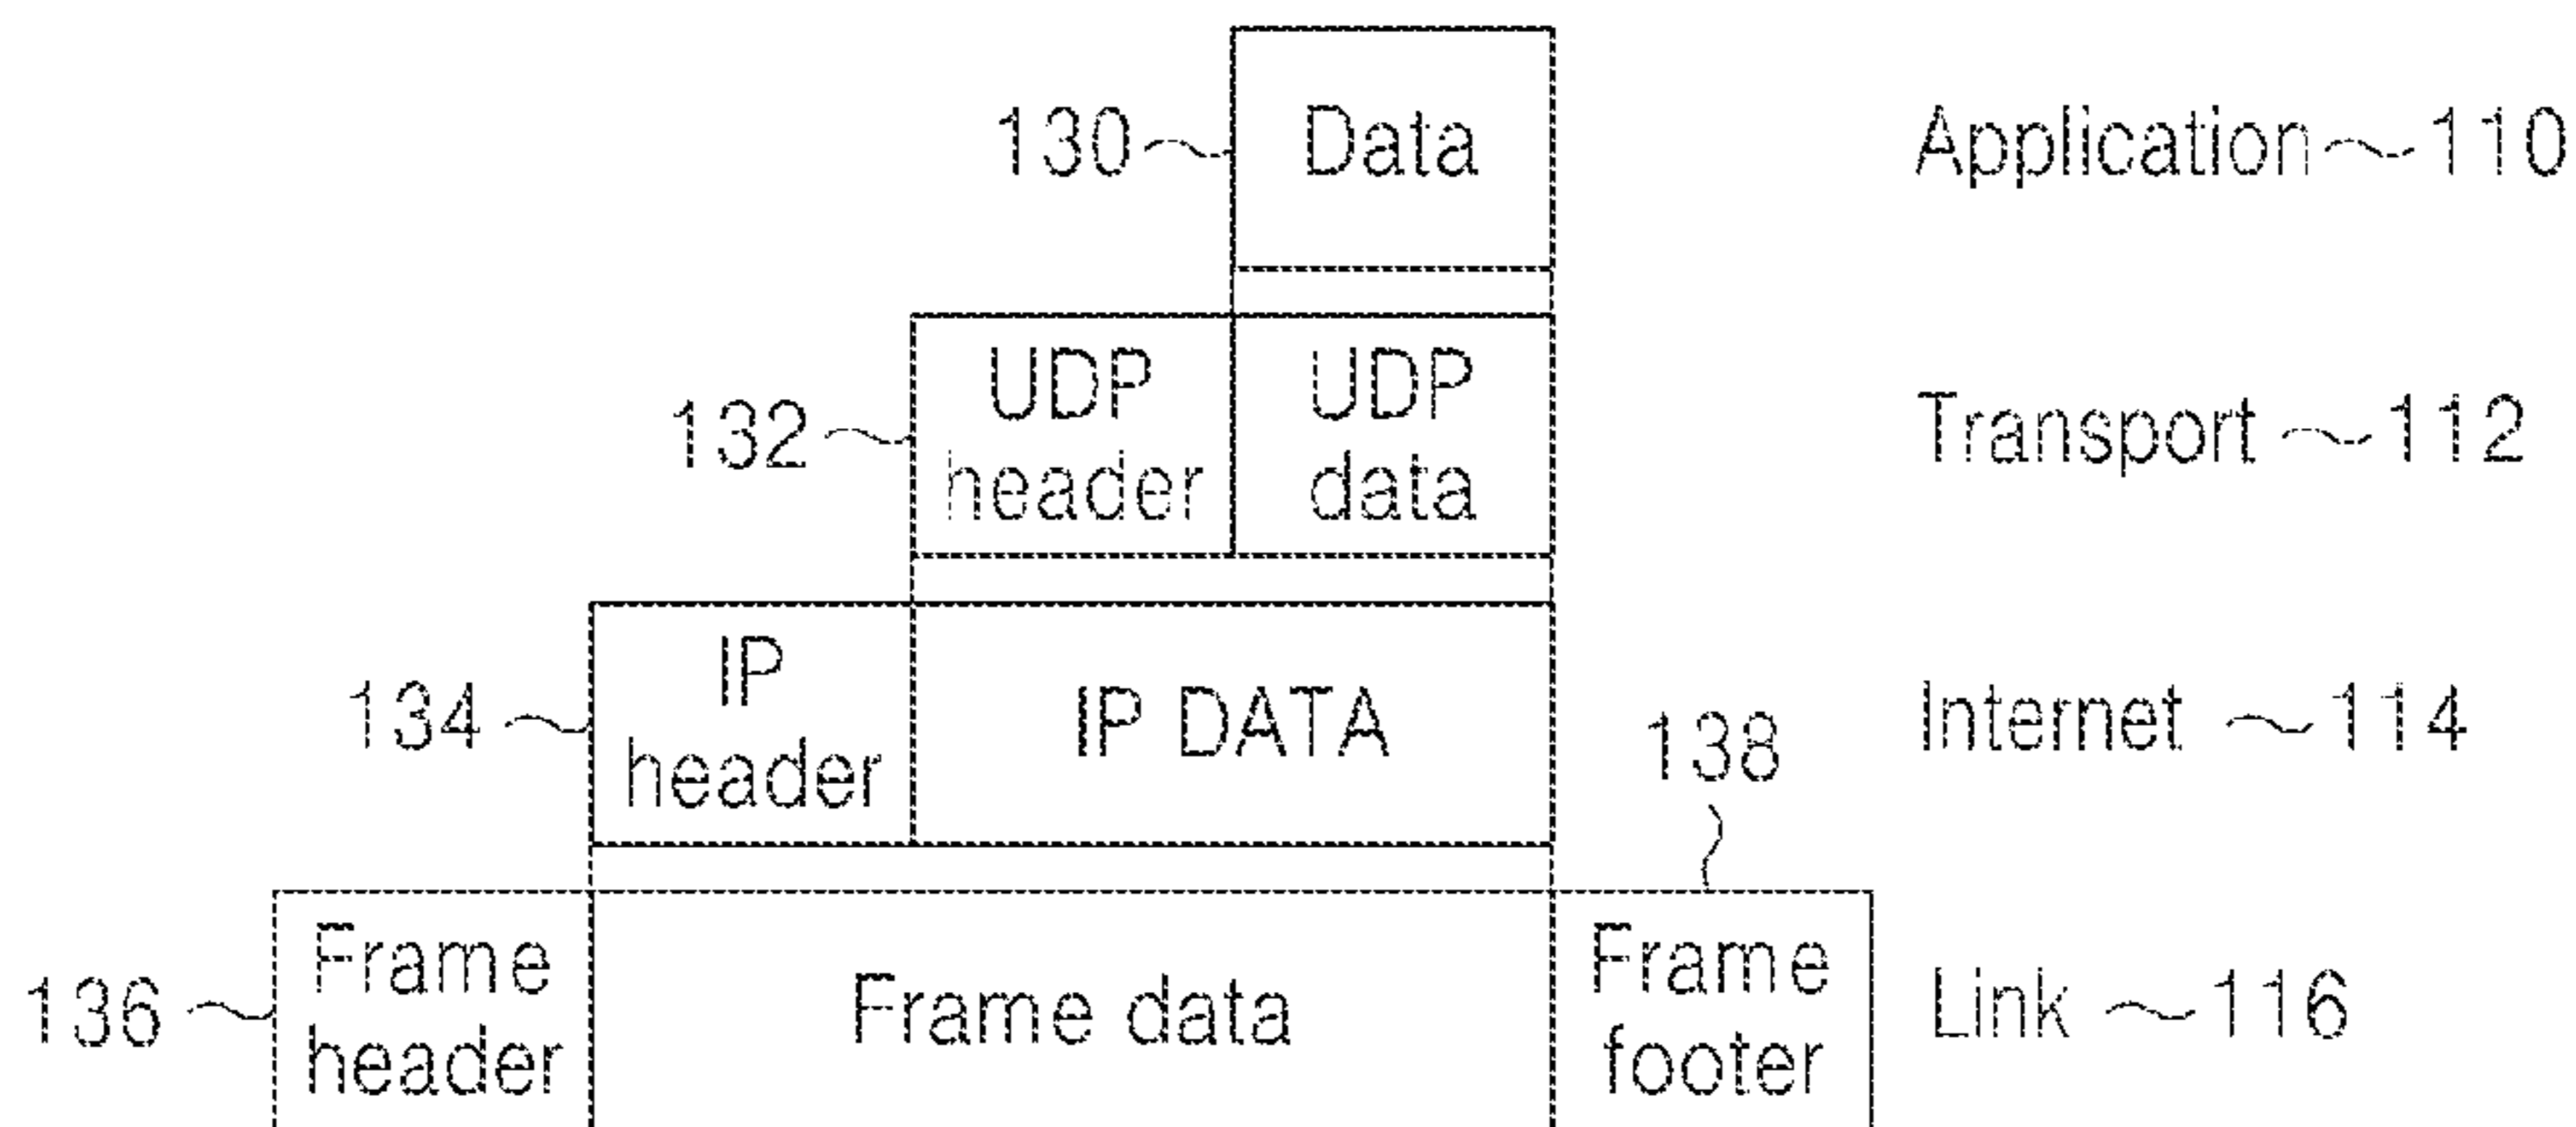 130 Data Application 110
132 UDP header UDP data Transport 112
134 IP header IP DATA Internet 114
138
136 Frame header Frame data Frame footer Link 116